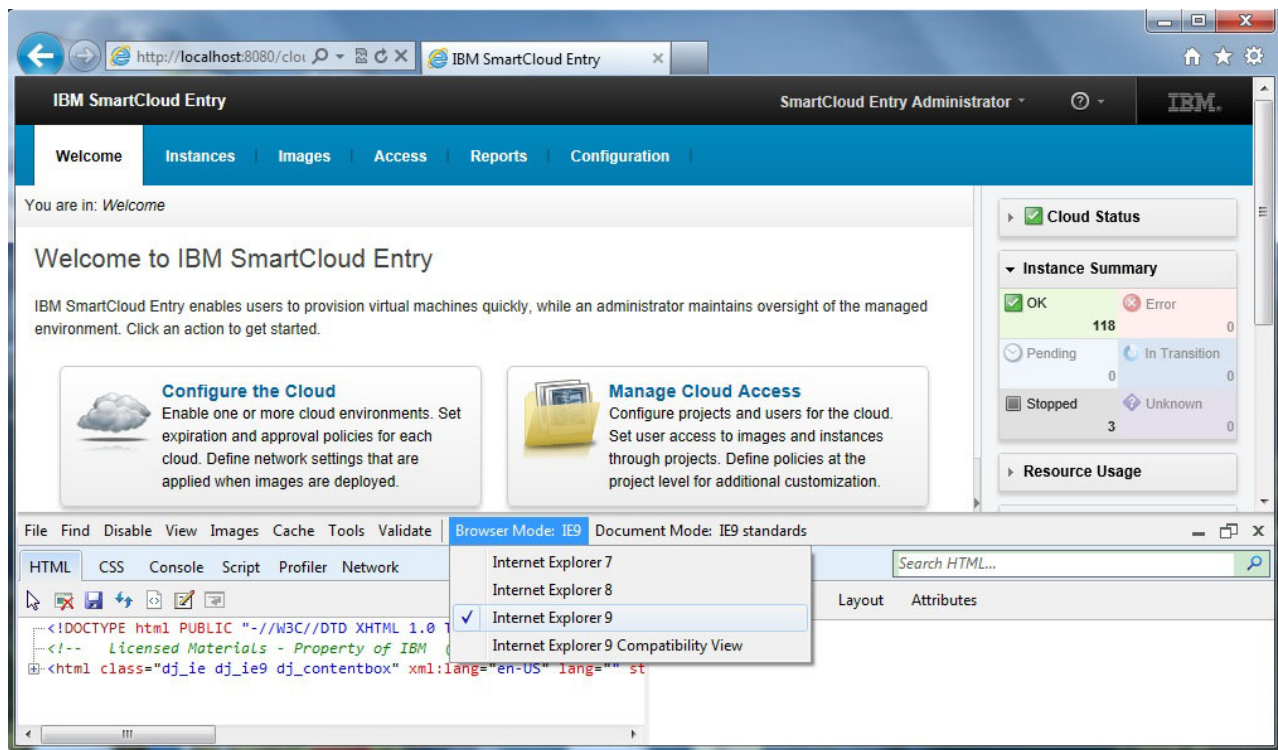 http://localhost:8080/clou
IBM SmartCloud Entry
IBM SmartCloud Entry
SmartCloud Entry Administrator
IBM.
Welcome
Instances
Images
Access
Reports
Configuration
You are in: Welcome
Welcome to IBM SmartCloud Entry
IBM SmartCloud Entry enables users to provision virtual machines quickly, while an administrator maintains oversight of the managed
environment. Click an action to get started.
Configure the Cloud
Enable one or more cloud environments. Set
expiration and approval policies for each
cloud. Define network settings that are
applied when images are deployed.
Manage Cloud Access
Configure projects and users for the cloud.
Set user access to images and instances
through projects. Define policies at the
project level for additional customization.
Cloud Status
Instance Summary
OK
118
Error
0
Pending
0
In Transition
0
Stopped
3
Unknown
0
Resource Usage
File Find Disable View Images Cache Tools Validate Browser Mode: IE9 Document Mode: IE9 standards
HTML CSS Console Script Profiler Network
Search HTML...
Internet Explorer 7
Internet Explorer 8
Internet Explorer 9
Internet Explorer 9 Compatibility View
Layout Attributes
<!DOCTYPE html PUBLIC "-//W3C//DTD XHTML 1.0
<!-- Licensed Materials - Property of IBM
<html class="dj_ie dj_ie9 dj_contentbox" xml:lang="en-US" lang="" st